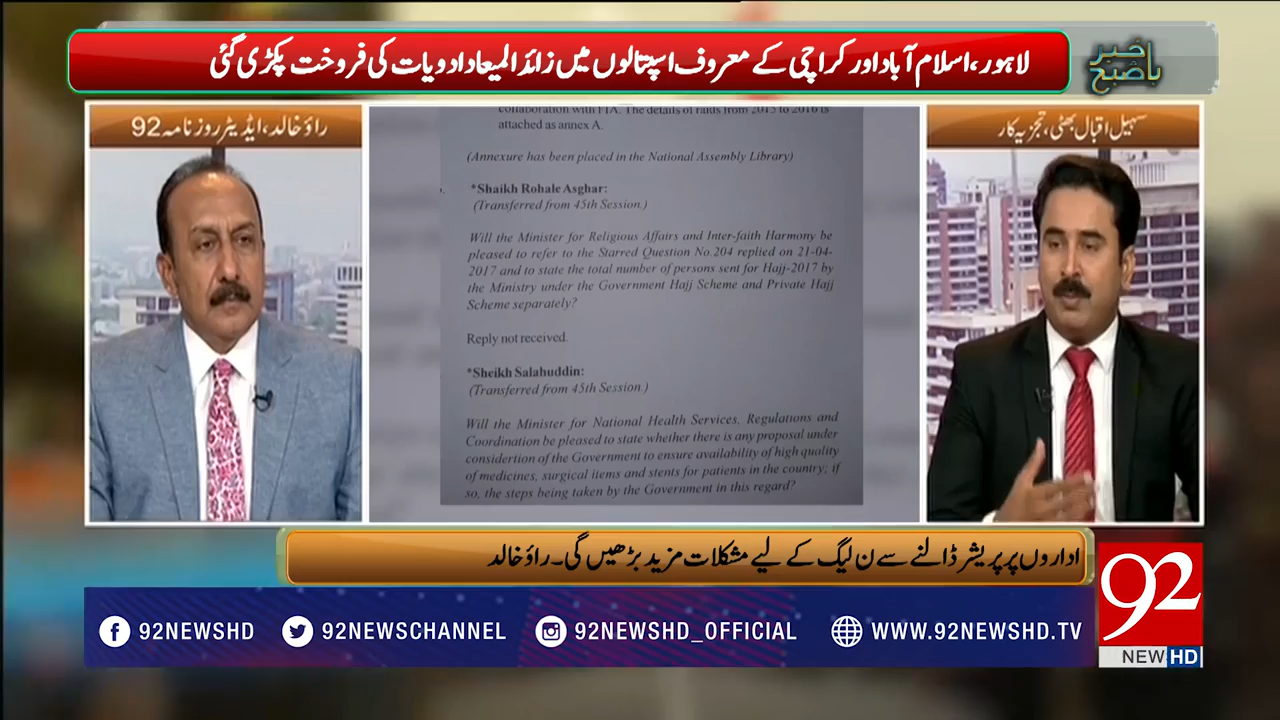 لاہور، اسلام آباد اور کراچی کے معروف اسپتالوں میں زائد المیعاد ادویات کی فروخت پکڑی گئی
باخبر
صبح
راؤ خالد، ایڈیٹر روزنامہ 92
collaboration with FIA. The details of raids from 2015 to 2016 is
attached as annex A.
(Annexure has been placed in the National Assembly Library)
*Shaikh Rohale Asghar:
(Transferred from 45th Session.)
Will the Minister for Religious Affairs and Inter-faith Harmony be
pleased to refer to the Starred Question No.204 replied on 21-04-
2017 and to state the total number of persons sent for Hajj-2017 by
the Ministry under the Government Hajj Scheme and Private Hajj
Scheme separately?
Reply not received.
*Sheikh Salahuddin:
(Transferred from 45th Session.)
Will the Minister for National Health Services, Regulations and
Coordination be pleased to state whether there is any proposal under
considertion of the Government to ensure availability of high quality
of medicines, surgical items and stents for patients in the country; if
so, the steps being taken by the Government in this regard?
سہیل اقبال بھٹی، تجزیہ کار
اداروں پر پریشر ڈالنے سے ن لیگ کے لیے مشکلات مزید بڑھیں گی۔ راؤ خالد
92
NEWS HD
92NEWSHD 92NEWSCHANNEL 92NEWSHD_OFFICIAL WWW.92NEWSHD.TV